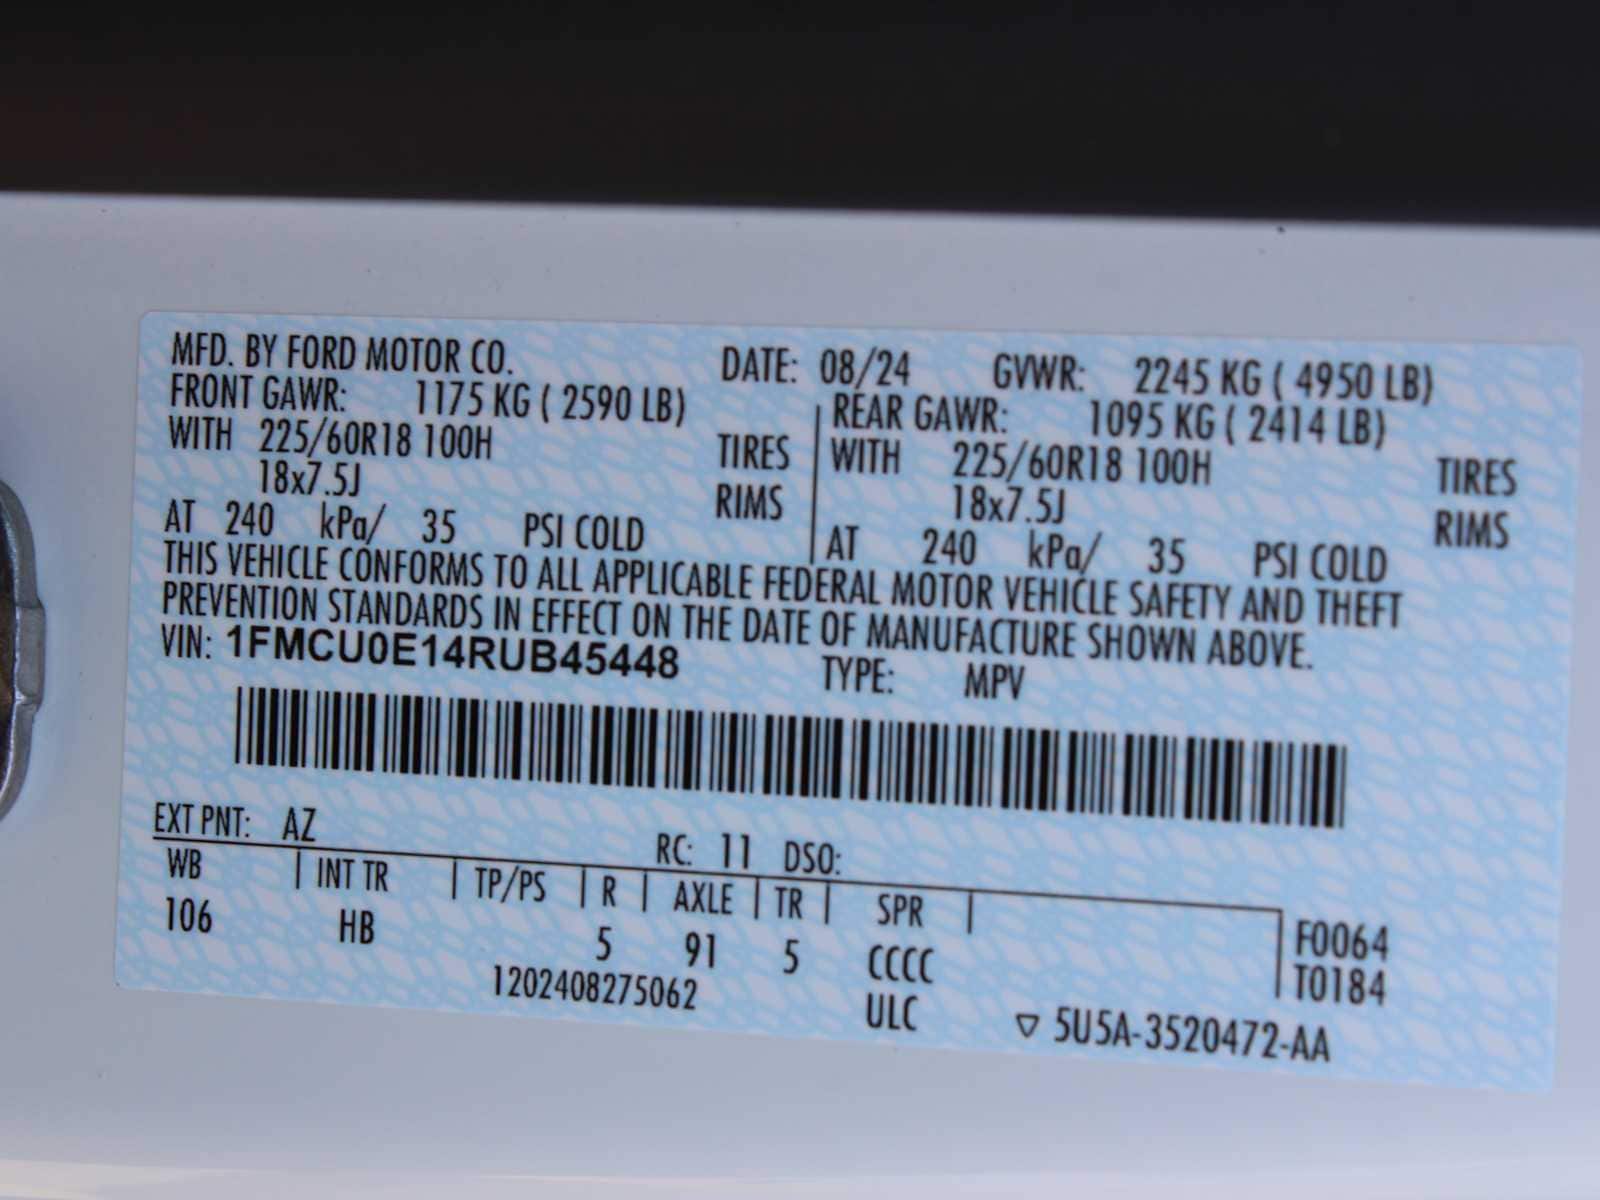 MFD. BY FORD MOTOR CO. DATE: 08/24 GVWR: 2245 KG ( 4950 LB)
FRONT GAWR: 1175 KG ( 2590 LB) REAR GAWR: 1095 KG ( 2414 LB)
WITH 225/60R18 100H TIRES WITH 225/60R18 100H TIRES
18x7.5J RIMS 18x7.5J RIMS
AT 240 kPa/ 35 PSI COLD AT 240 kPa/ 35 PSI COLD
THIS VEHICLE CONFORMS TO ALL APPLICABLE FEDERAL MOTOR VEHICLE SAFETY AND THEFT
PREVENTION STANDARDS IN EFFECT ON THE DATE OF MANUFACTURE SHOWN ABOVE.
VIN: 1FMCU0E14RUB45448 TYPE: MPV
EXT PNT: AZ RC: 11 DSO:
WB | INT TR | TP/PS | R | AXLE | TR | SPR |
106 HB 5 91 5 CCCC F0064
1202408275062 ULC T0184
▽ 5U5A-3520472-AA